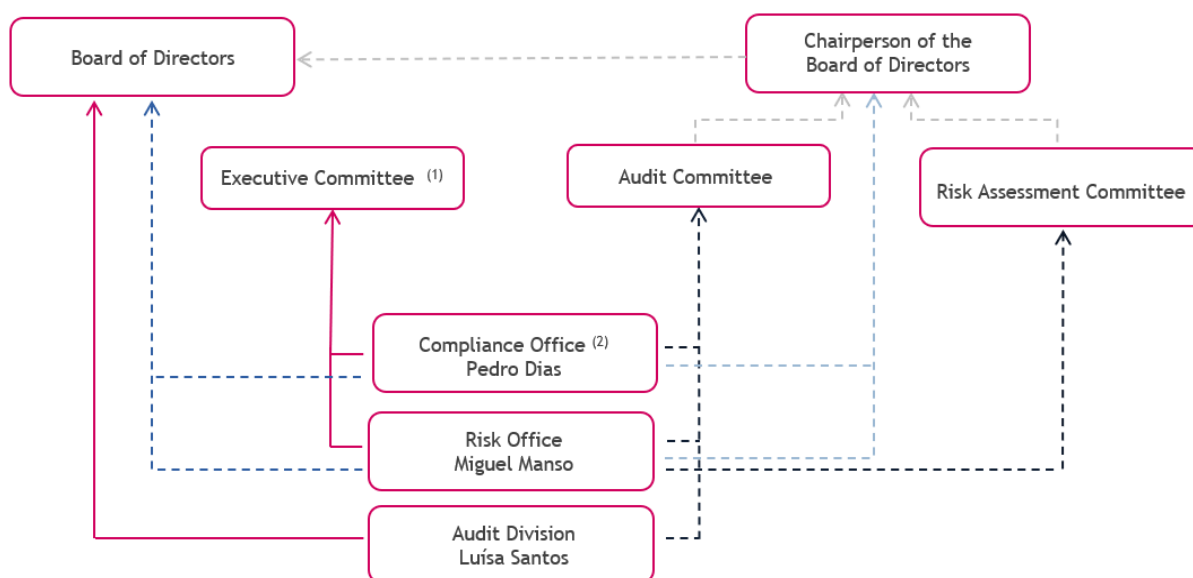 Board of Directors
Chairperson of the
Board of Directors
Executive Committee (1)
Audit Committee
Risk Assessment Committee
Compliance Office (2)
Pedro Dias
Risk Office
Miguel Manso
Audit Division
Luísa Santos